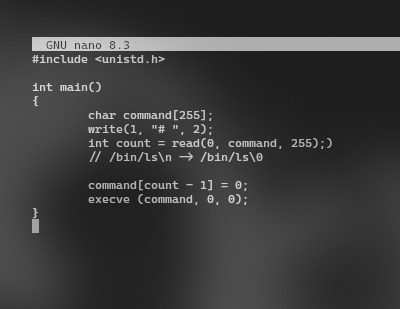 GNU nano 8.3
#include <unistd.h>
int main()
{
char command[255];
write(1, "# ", 2);
int count = read(0, command, 255);)
// /bin/ls\n -> /bin/ls\0
command[count - 1] = 0;
execve (command, 0, 0);
}